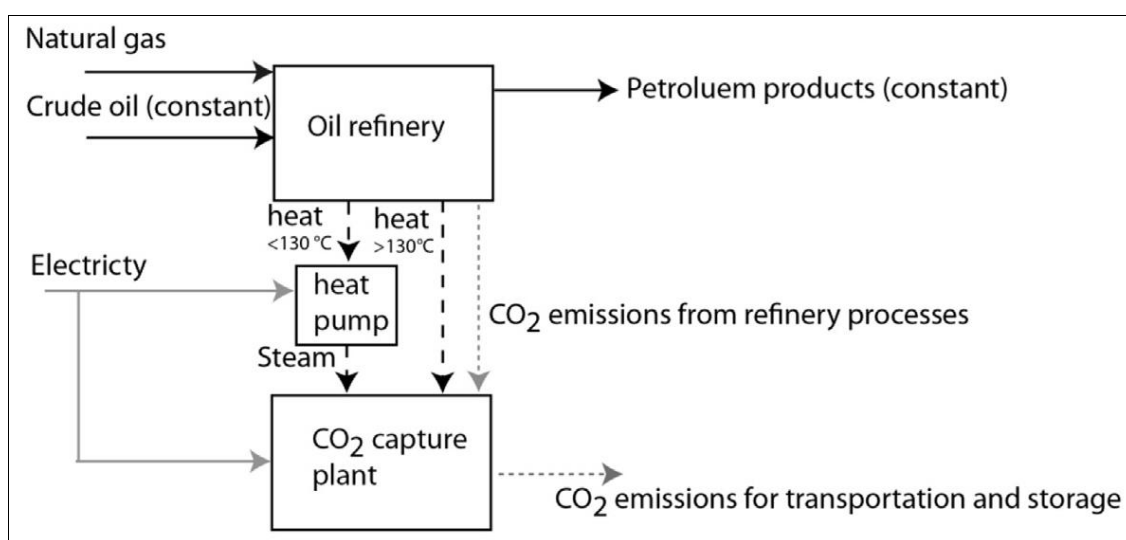 Natural gas
Crude oil (constant)
Oil refinery
Petroluem products (constant)
heat
<130 °C
heat
>130°C
Electricty
heat
pump
CO2 emissions from refinery processes
Steam
CO2 capture
plant
CO2 emissions for transportation and storage